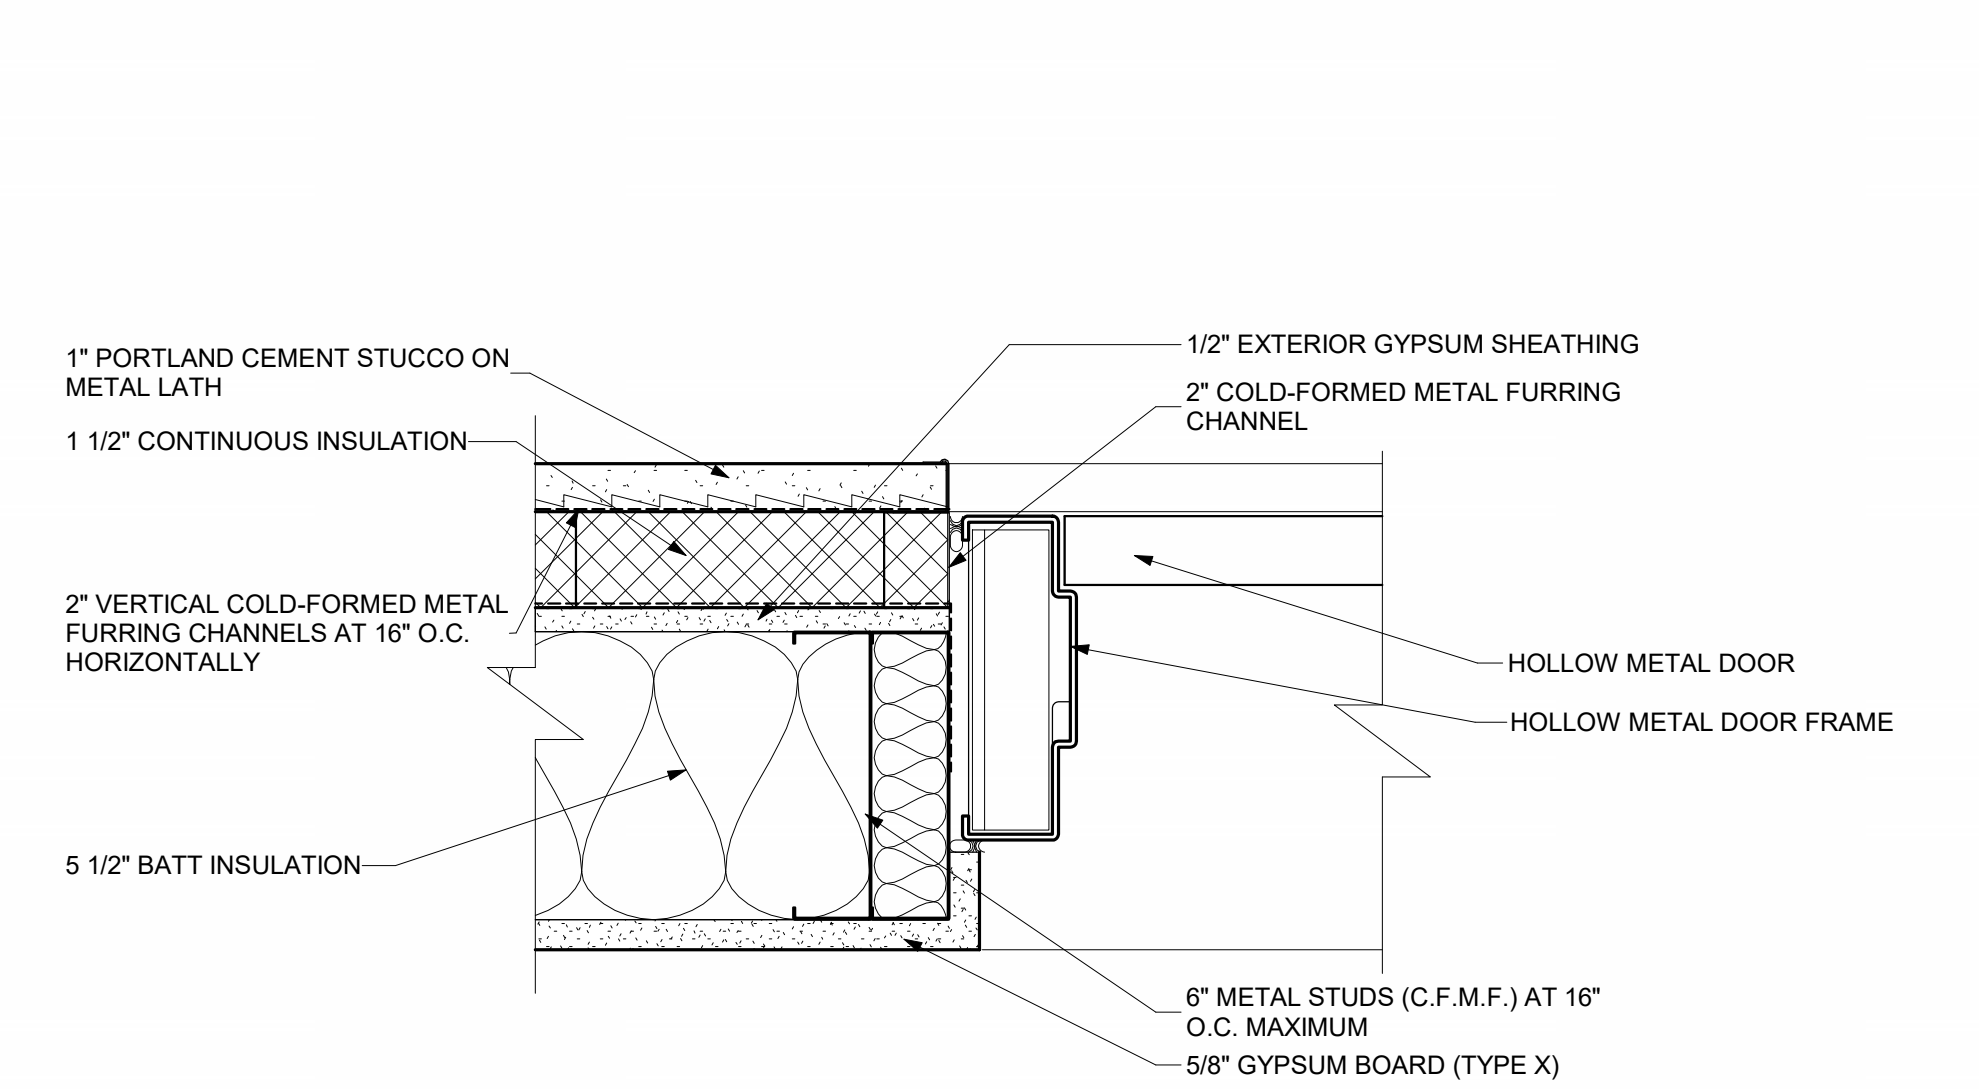 1" PORTLAND CEMENT STUCCO ON
METAL LATH
1 1/2" CONTINUOUS INSULATION
2" VERTICAL COLD-FORMED METAL
FURRING CHANNELS AT 16" O.C.
HORIZONTALLY
5 1/2" BATT INSULATION
1/2" EXTERIOR GYPSUM SHEATHING
2" COLD-FORMED METAL FURRING
CHANNEL
HOLLOW METAL DOOR
HOLLOW METAL DOOR FRAME
6" METAL STUDS (C.F.M.F.) AT 16"
O.C. MAXIMUM
5/8" GYPSUM BOARD (TYPE X)